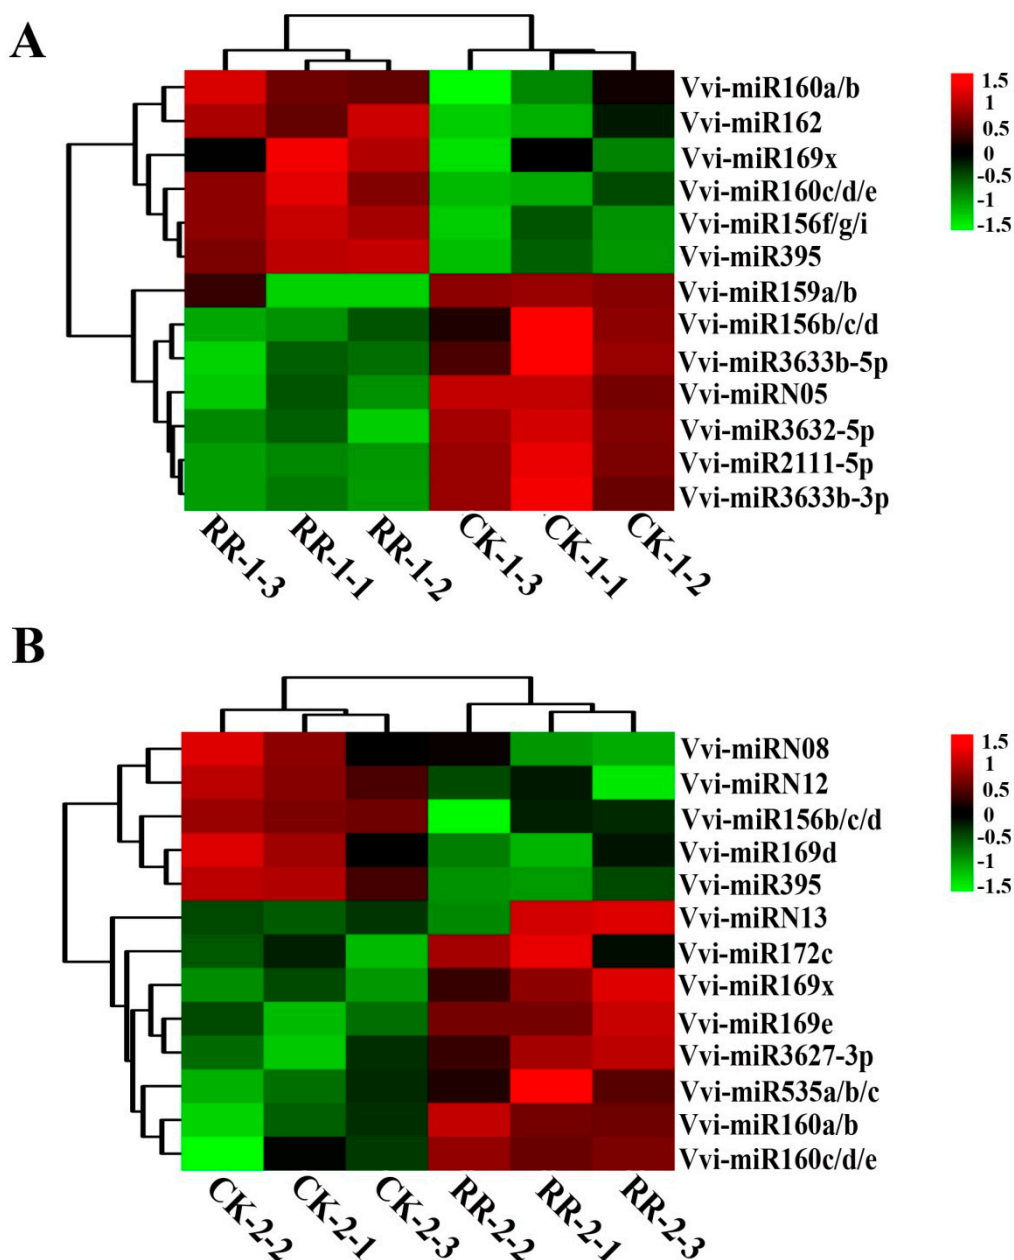 A
Vvi-miR160a/b
Vvi-miR162
Vvi-miR169x
Vvi-miR160c/d/e
Vvi-miR156f/g/i
Vvi-miR395
Vvi-miR159a/b
Vvi-miR156b/c/d
Vvi-miR3633b-5p
Vvi-miRN05
Vvi-miR3632-5p
Vvi-miR2111-5p
Vvi-miR3633b-3p
1.5
1
0.5
0
-0.5
-1
-1.5
RR-1-3
RR-1-1
RR-1-2
CK-1-3
CK-1-1
CK-1-2
B
Vvi-miRN08
Vvi-miRN12
Vvi-miR156b/c/d
Vvi-miR169d
Vvi-miR395
Vvi-miRN13
Vvi-miR172c
Vvi-miR169x
Vvi-miR169e
Vvi-miR3627-3p
Vvi-miR535a/b/c
Vvi-miR160a/b
Vvi-miR160c/d/e
1.5
1
0.5
0
-0.5
-1
-1.5
CK-2-2
CK-2-1
CK-2-3
RR-2-2
RR-2-1
RR-2-3